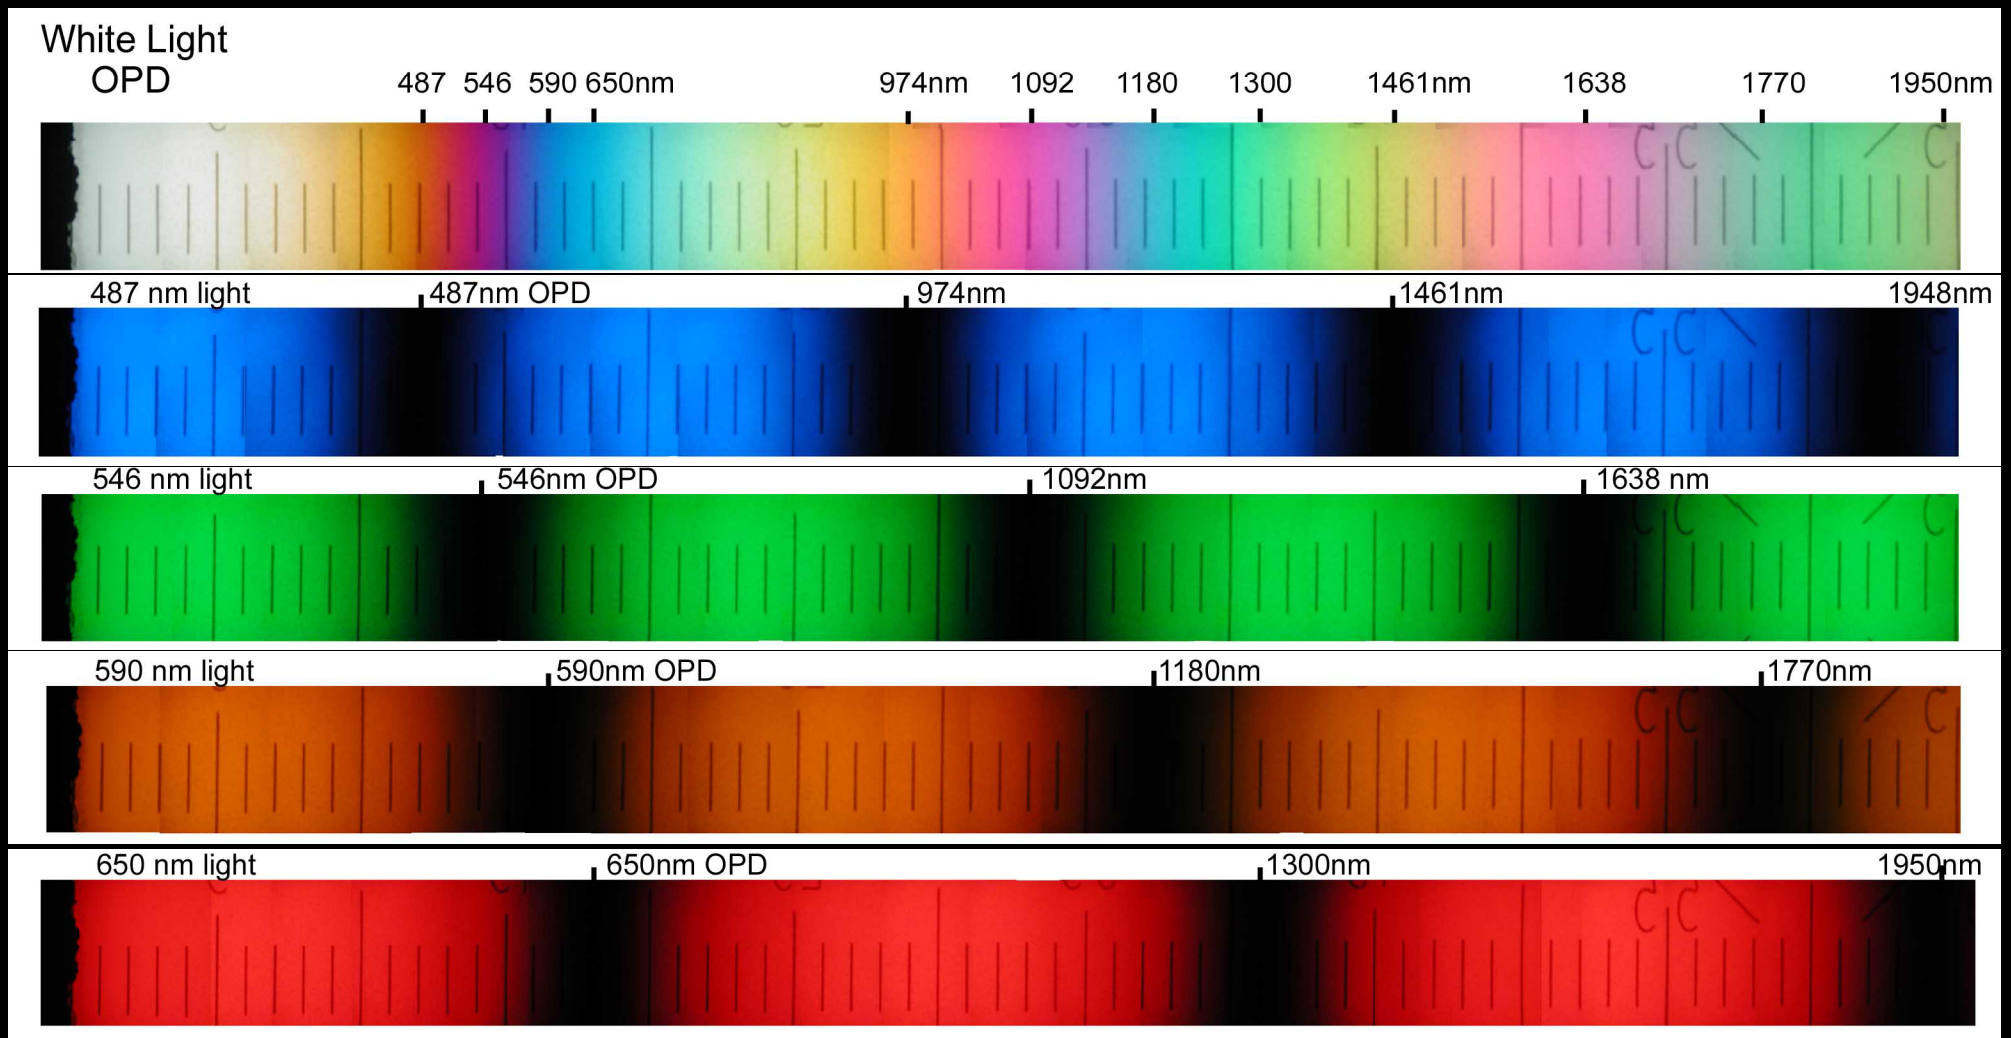 White Light
OPD
487 546 590 650nm 974nm 1092 1180 1300 1461nm 1638 1770 1950nm
487 nm light 487nm OPD 974nm 1461nm 1948nm
546 nm light 546nm OPD 1092nm 1638 nm
590 nm light 590nm OPD 1180nm 1770nm
650 nm light 650nm OPD 1300nm 1950nm